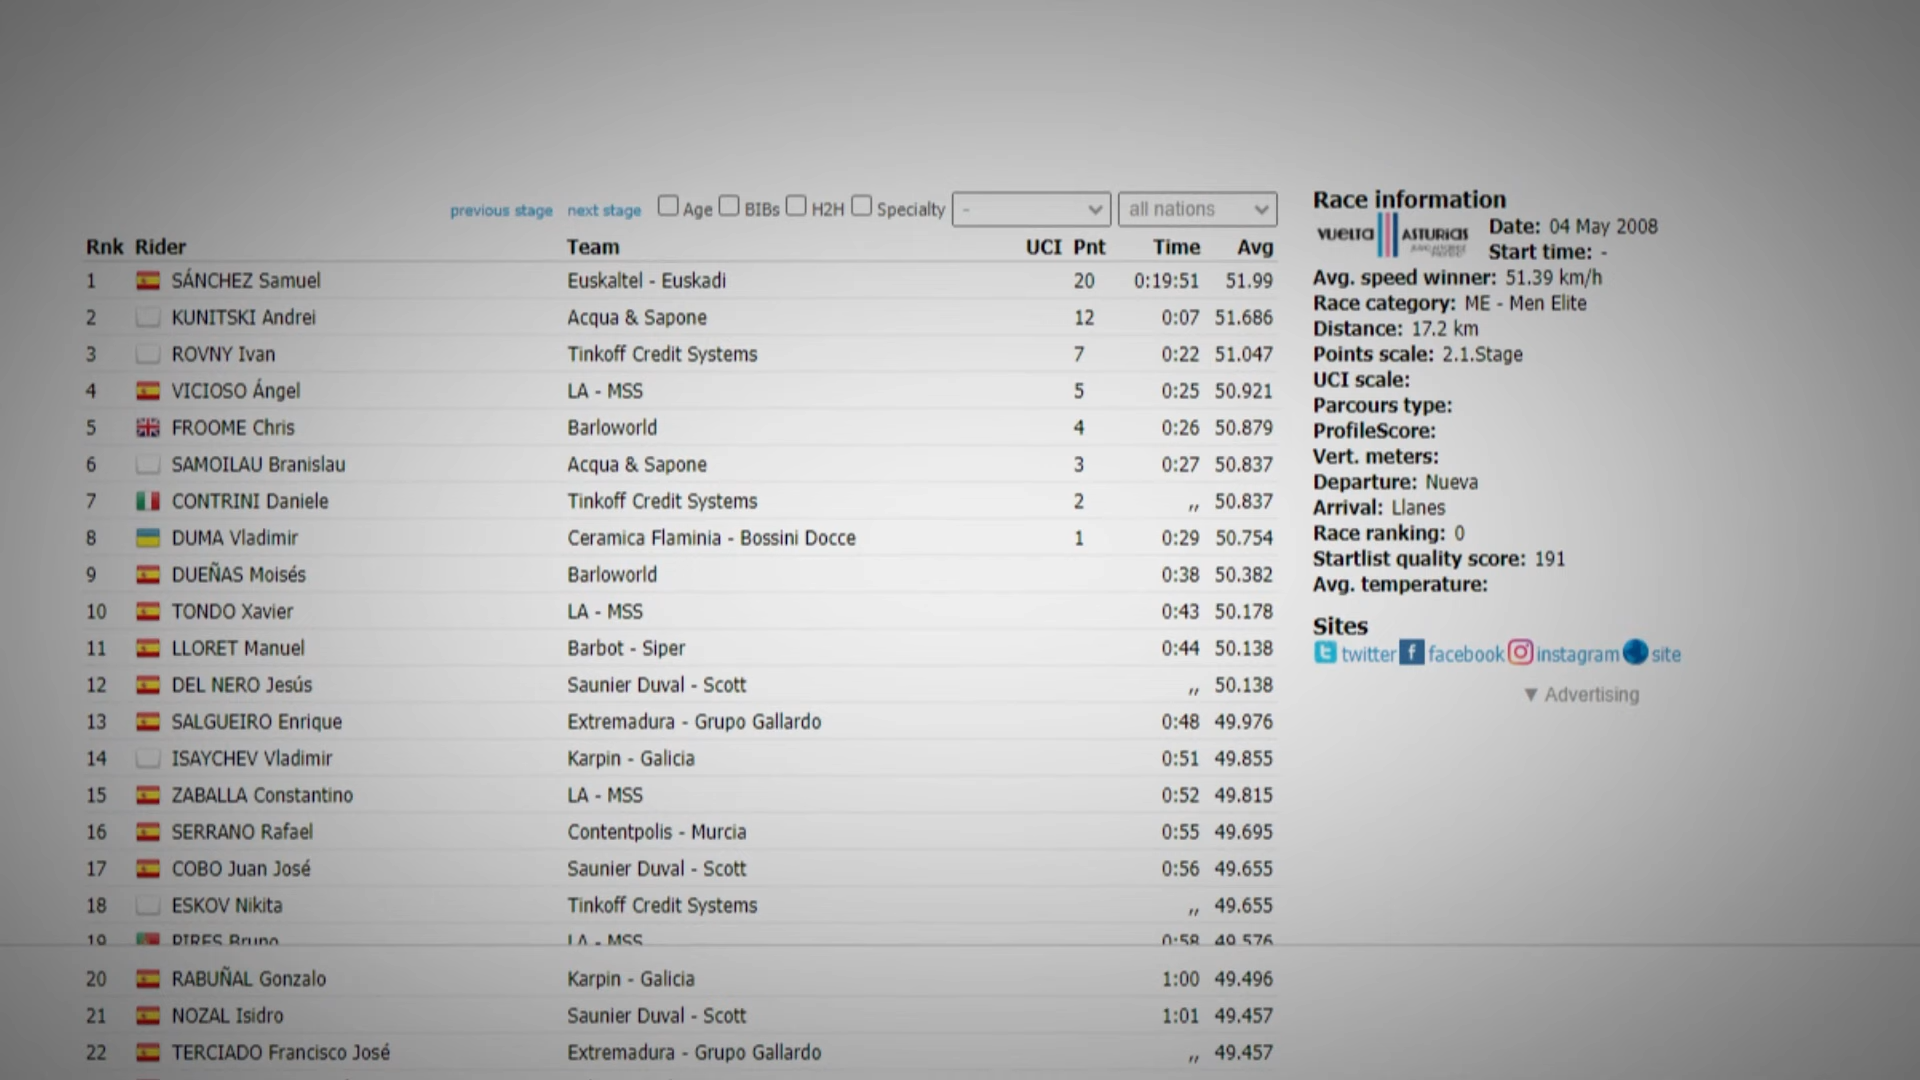 previous stage next stage Age BIBs H2H Specialty - all nations
Rnk Rider Team UCI Pnt Time Avg
1 SÁNCHEZ Samuel Euskaltel - Euskadi 20 0:19:51 51.99
2 KUNITSKI Andrei Acqua & Sapone 12 0:07 51.686
3 ROVNY Ivan Tinkoff Credit Systems 7 0:22 51.047
4 VICIOSO Ángel LA - MSS 5 0:25 50.921
5 FROOME Chris Barloworld 4 0:26 50.879
6 SAMOILAU Branislau Acqua & Sapone 3 0:27 50.837
7 CONTRINI Daniele Tinkoff Credit Systems 2 ,, 50.837
8 DUMA Vladimir Ceramica Flaminia - Bossini Docce 1 0:29 50.754
9 DUEÑAS Moisés Barloworld 0:38 50.382
10 TONDO Xavier LA - MSS 0:43 50.178
11 LLORET Manuel Barbot - Siper 0:44 50.138
12 DEL NERO Jesús Saunier Duval - Scott ,, 50.138
13 SALGUEIRO Enrique Extremadura - Grupo Gallardo 0:48 49.976
14 ISAYCHEV Vladimir Karpin - Galicia 0:51 49.855
15 ZABALLA Constantino LA - MSS 0:52 49.815
16 SERRANO Rafael Contentpolis - Murcia 0:55 49.695
17 COBO Juan José Saunier Duval - Scott 0:56 49.655
18 ESKOV Nikita Tinkoff Credit Systems ,, 49.655
19 PIRES Bruno LA - MSS 0:58 49.576
20 RABUÑAL Gonzalo Karpin - Galicia 1:00 49.496
21 NOZAL Isidro Saunier Duval - Scott 1:01 49.457
22 TERCIADO Francisco José Extremadura - Grupo Gallardo ,, 49.457
Race information
VUELTA ASTURIAS
Date: 04 May 2008
Start time: -
Avg. speed winner: 51.39 km/h
Race category: ME - Men Elite
Distance: 17.2 km
Points scale: 2.1.Stage
UCI scale:
Parcours type:
ProfileScore:
Vert. meters:
Departure: Nueva
Arrival: Llanes
Race ranking: 0
Startlist quality score: 191
Avg. temperature:
Sites
twitter facebook instagram site
▼ Advertising